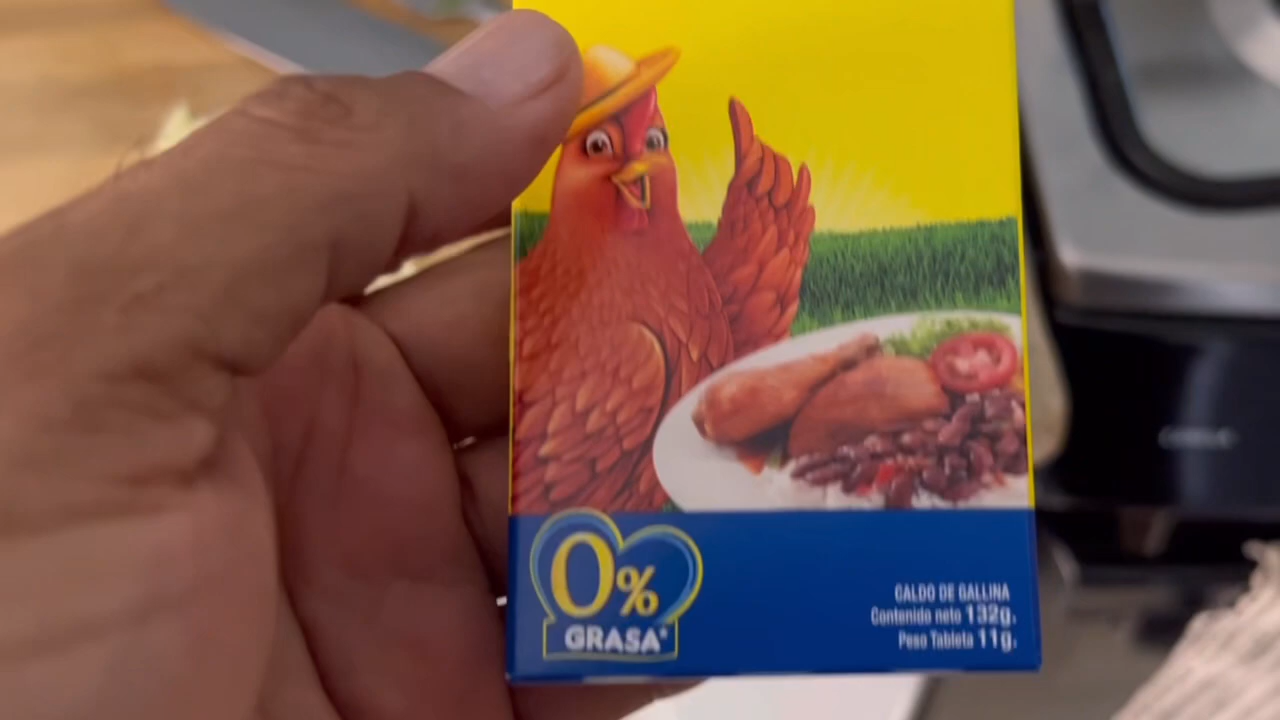 0%
GRASA*
CALDO DE GALLINA
Contenido neto 132g.
Peso Tableta 11g.